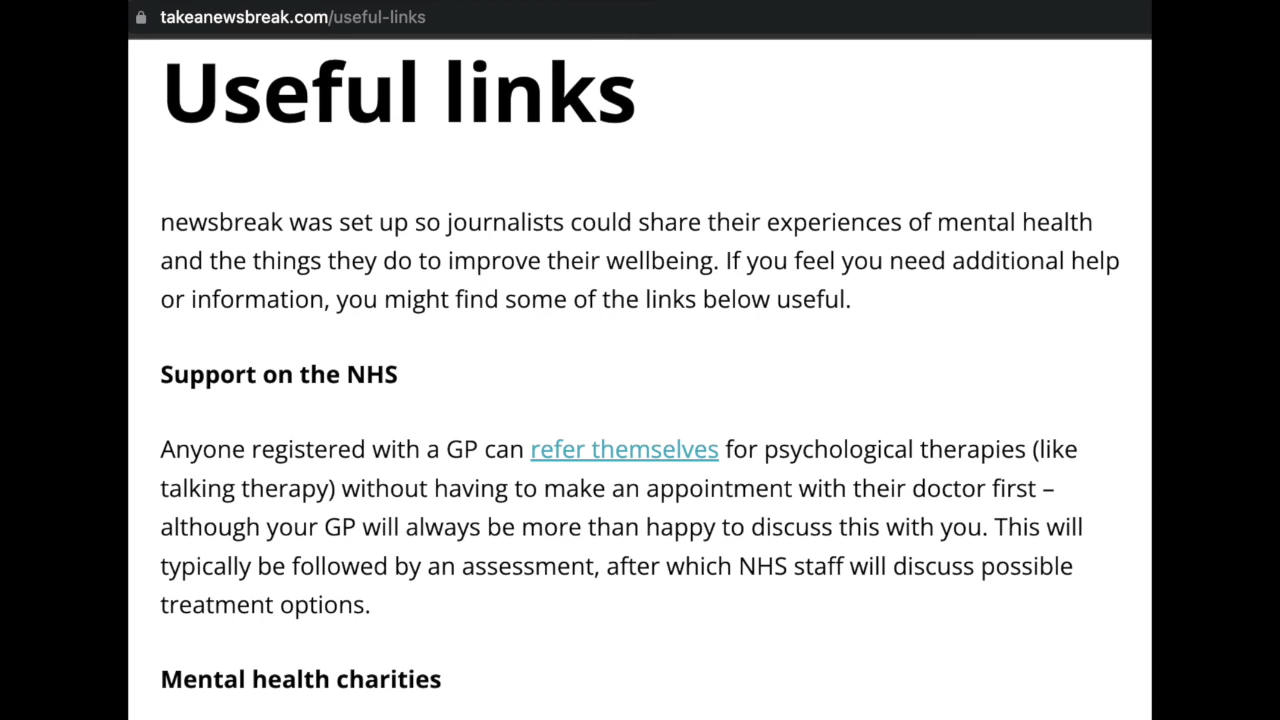 takeanewsbreak.com/useful-links
Useful links
newsbreak was set up so journalists could share their experiences of mental health
and the things they do to improve their wellbeing. If you feel you need additional help
or information, you might find some of the links below useful.
Support on the NHS
Anyone registered with a GP can refer themselves for psychological therapies (like
talking therapy) without having to make an appointment with their doctor first –
although your GP will always be more than happy to discuss this with you. This will
typically be followed by an assessment, after which NHS staff will discuss possible
treatment options.
Mental health charities